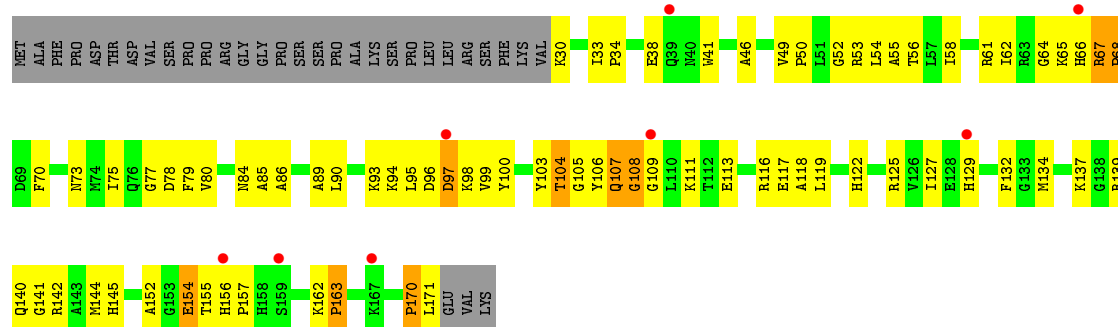 MET ALA PHE PRO ASP THR ASP VAL SER PRO PRO ARG GLY GLY PRO SER SER PRO ALA LYS SER PRO LEU LEU ARG SER PHE LYS VAL K30 I33 P34 E38 Q39 N40 W41 A46 V49 P50 L51 G52 R53 L54 A55 T56 L57 I58 R61 I62 R63 G64 K65 H66 R67 P68
D69 F70 N73 M74 I75 Q76 G77 D78 F79 V80 N84 A85 A86 A89 L90 K93 K94 L95 D96 D97 K98 V99 Y100 Y103 T104 G105 Y106 Q107 G108 G109 L110 K111 T112 E113 R116 E117 A118 L119 H122 R125 V126 I127 E128 H129 F132 G133 M134 K137 G138 R139
Q140 G141 R142 A143 M144 H145 A152 G153 E154 T155 H156 P157 H158 S159 K162 P163 K167 P170 L171 GLU VAL LYS